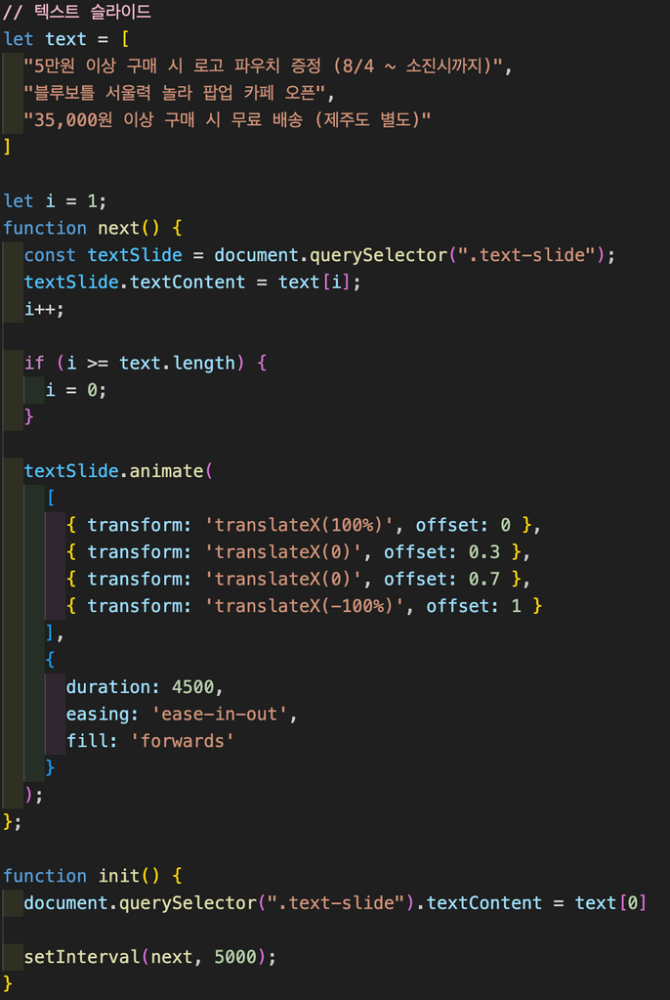 // 텍스트 슬라이드
let text = [
  "5만원 이상 구매 시 로고 파우치 증정 (8/4 ~ 소진시까지)",
  "블루보틀 서울력 놀라 팝업 카페 오픈",
  "35,000원 이상 구매 시 무료 배송 (제주도 별도)"
]

let i = 1;
function next() {
  const textSlide = document.querySelector(".text-slide");
  textSlide.textContent = text[i];
  i++;

  if (i >= text.length) {
    i = 0;
  }

  textSlide.animate(
    [
      { transform: 'translateX(100%)', offset: 0 },
      { transform: 'translateX(0)', offset: 0.3 },
      { transform: 'translateX(0)', offset: 0.7 },
      { transform: 'translateX(-100%)', offset: 1 }
    ],
    {
      duration: 4500,
      easing: 'ease-in-out',
      fill: 'forwards'
    }
  );
};

function init() {
  document.querySelector(".text-slide").textContent = text[0]

  setInterval(next, 5000);
}